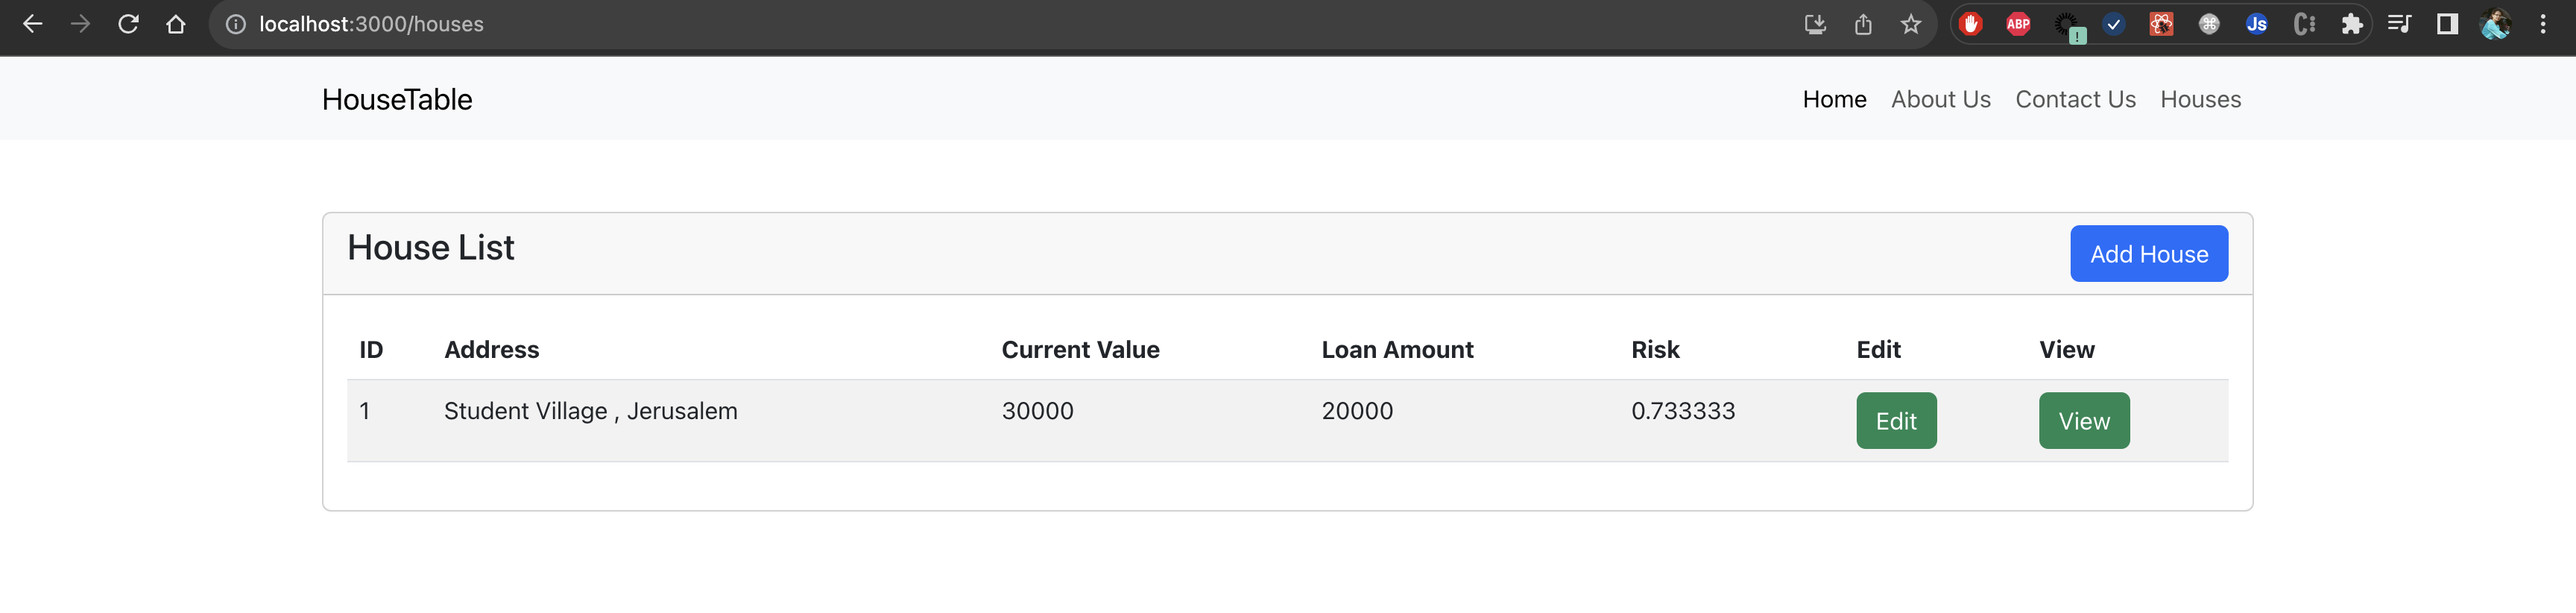 localhost:3000/houses
ABP ! JS C
HouseTable Home About Us Contact Us Houses
House List Add House
ID Address Current Value Loan Amount Risk Edit View
1 Student Village , Jerusalem 30000 20000 0.733333 Edit View